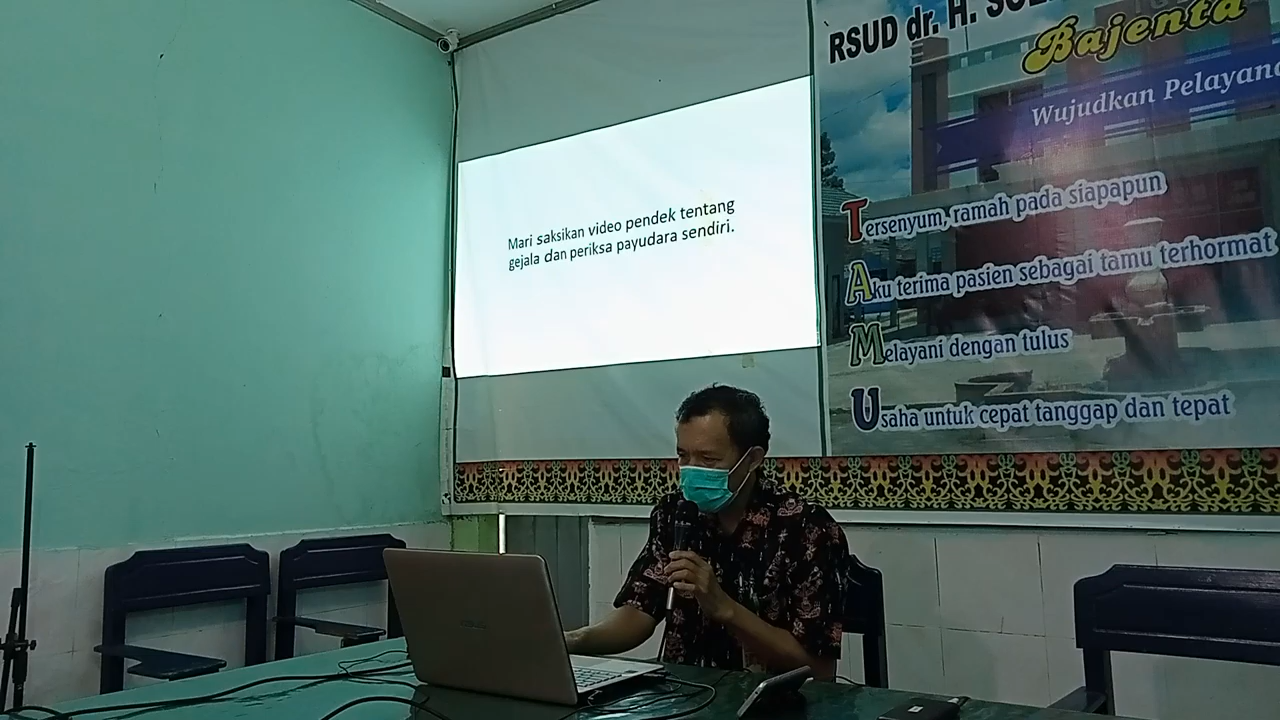 Mari saksikan video pendek tentang
gejala dan periksa payudara sendiri.
RSUD dr. H.
Bajenta
Wujudkan
Tersenyum, ramah pada siapapun
Aku terima pasien sebagai tamu terhormat
Melayani dengan tulus
Usaha untuk cepat tanggap dan tepat